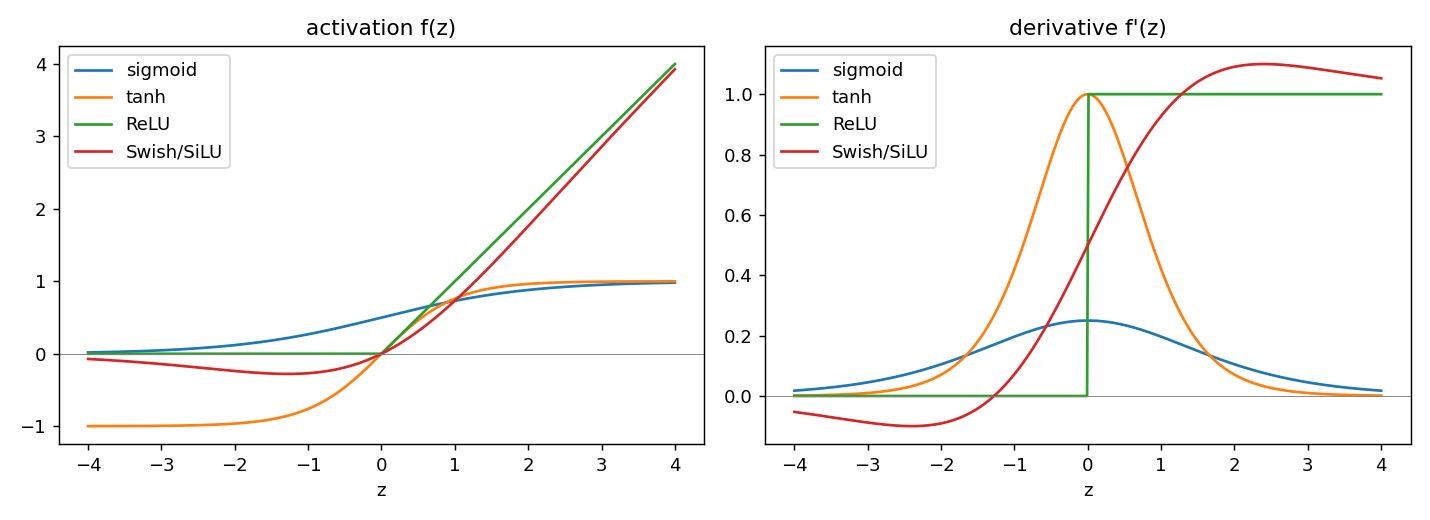 activation f(z)
sigmoid
tanh
ReLU
Swish/SiLU
4
3
2
1
0
−1
−4
−3
−2
−1
0
1
2
3
4
z
derivative f'(z)
sigmoid
tanh
ReLU
Swish/SiLU
1.0
0.8
0.6
0.4
0.2
0.0
−4
−3
−2
−1
0
1
2
3
4
z